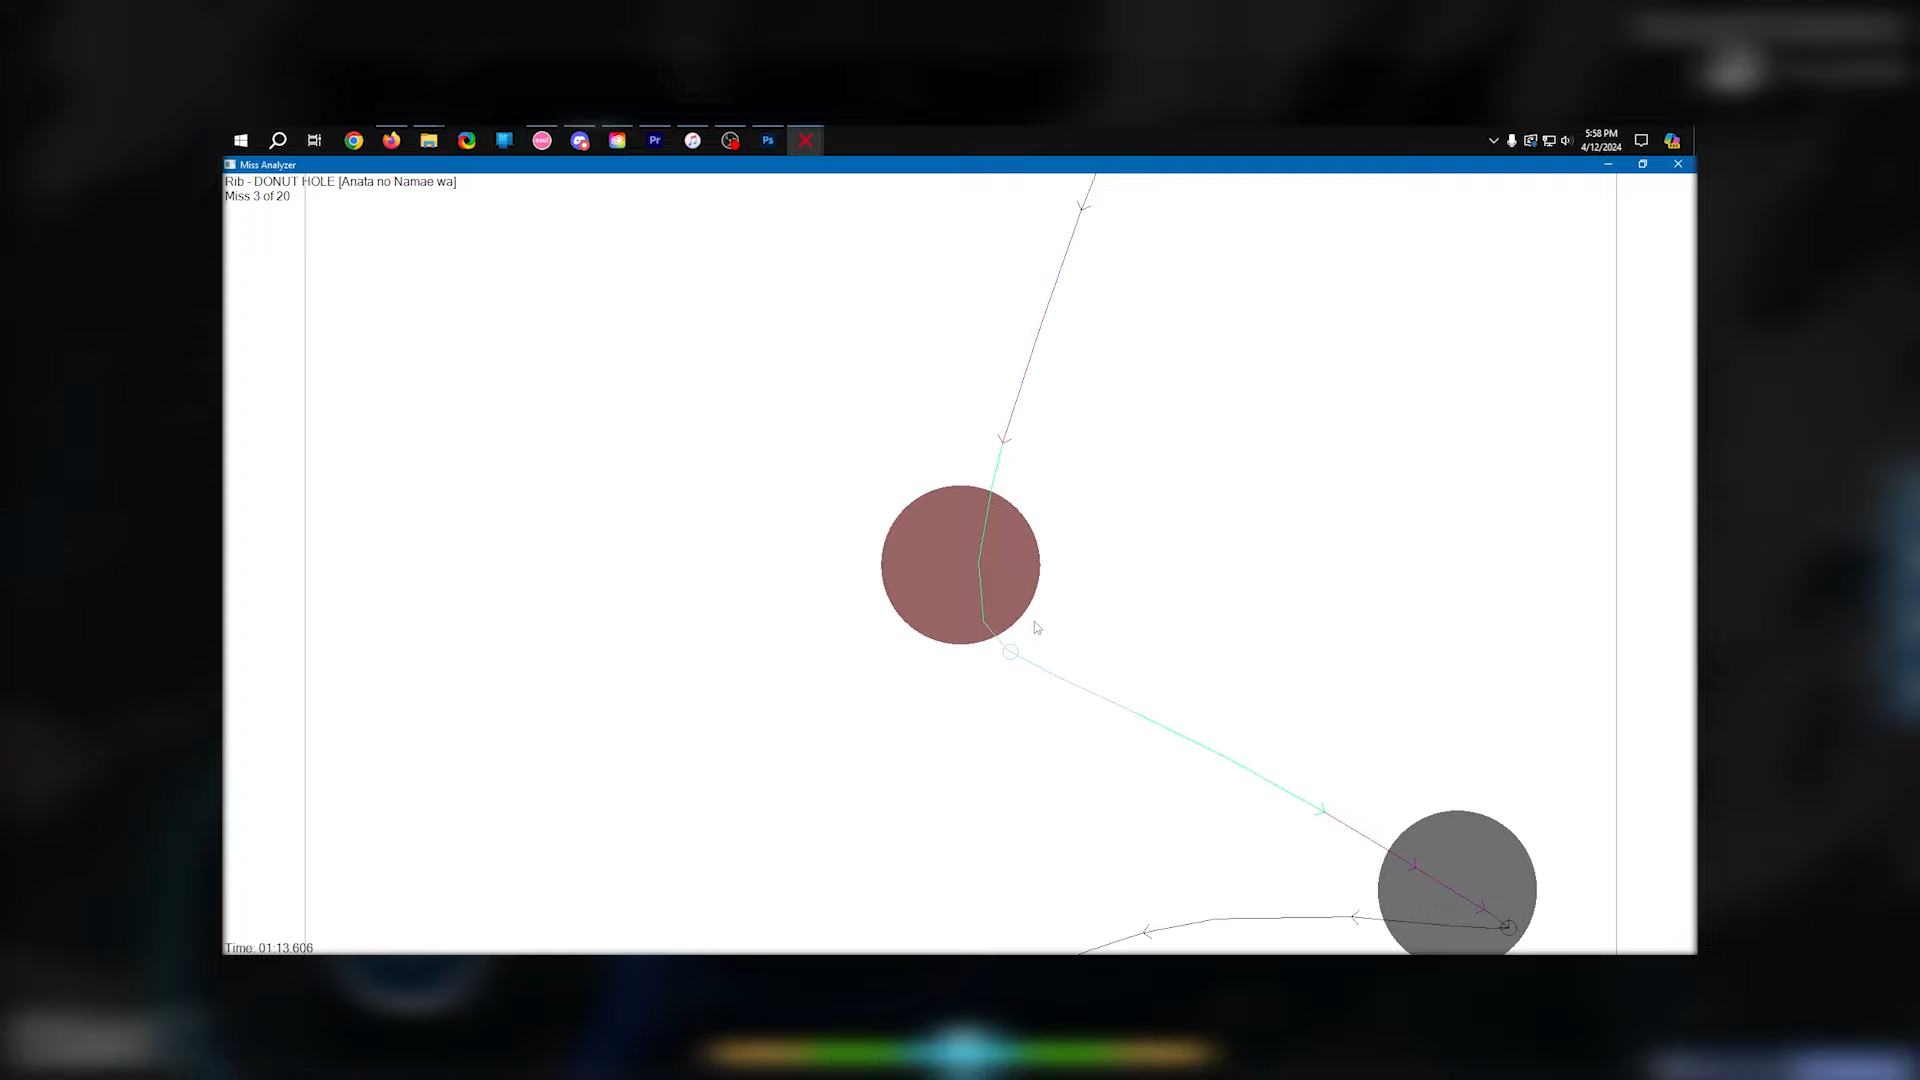 osu!
Pr
Ps
5:58 PM
4/12/2024
Miss Analyzer
Rib - DONUT HOLE [Anata no Namae wa]
Miss 3 of 20
Time: 01:13.606